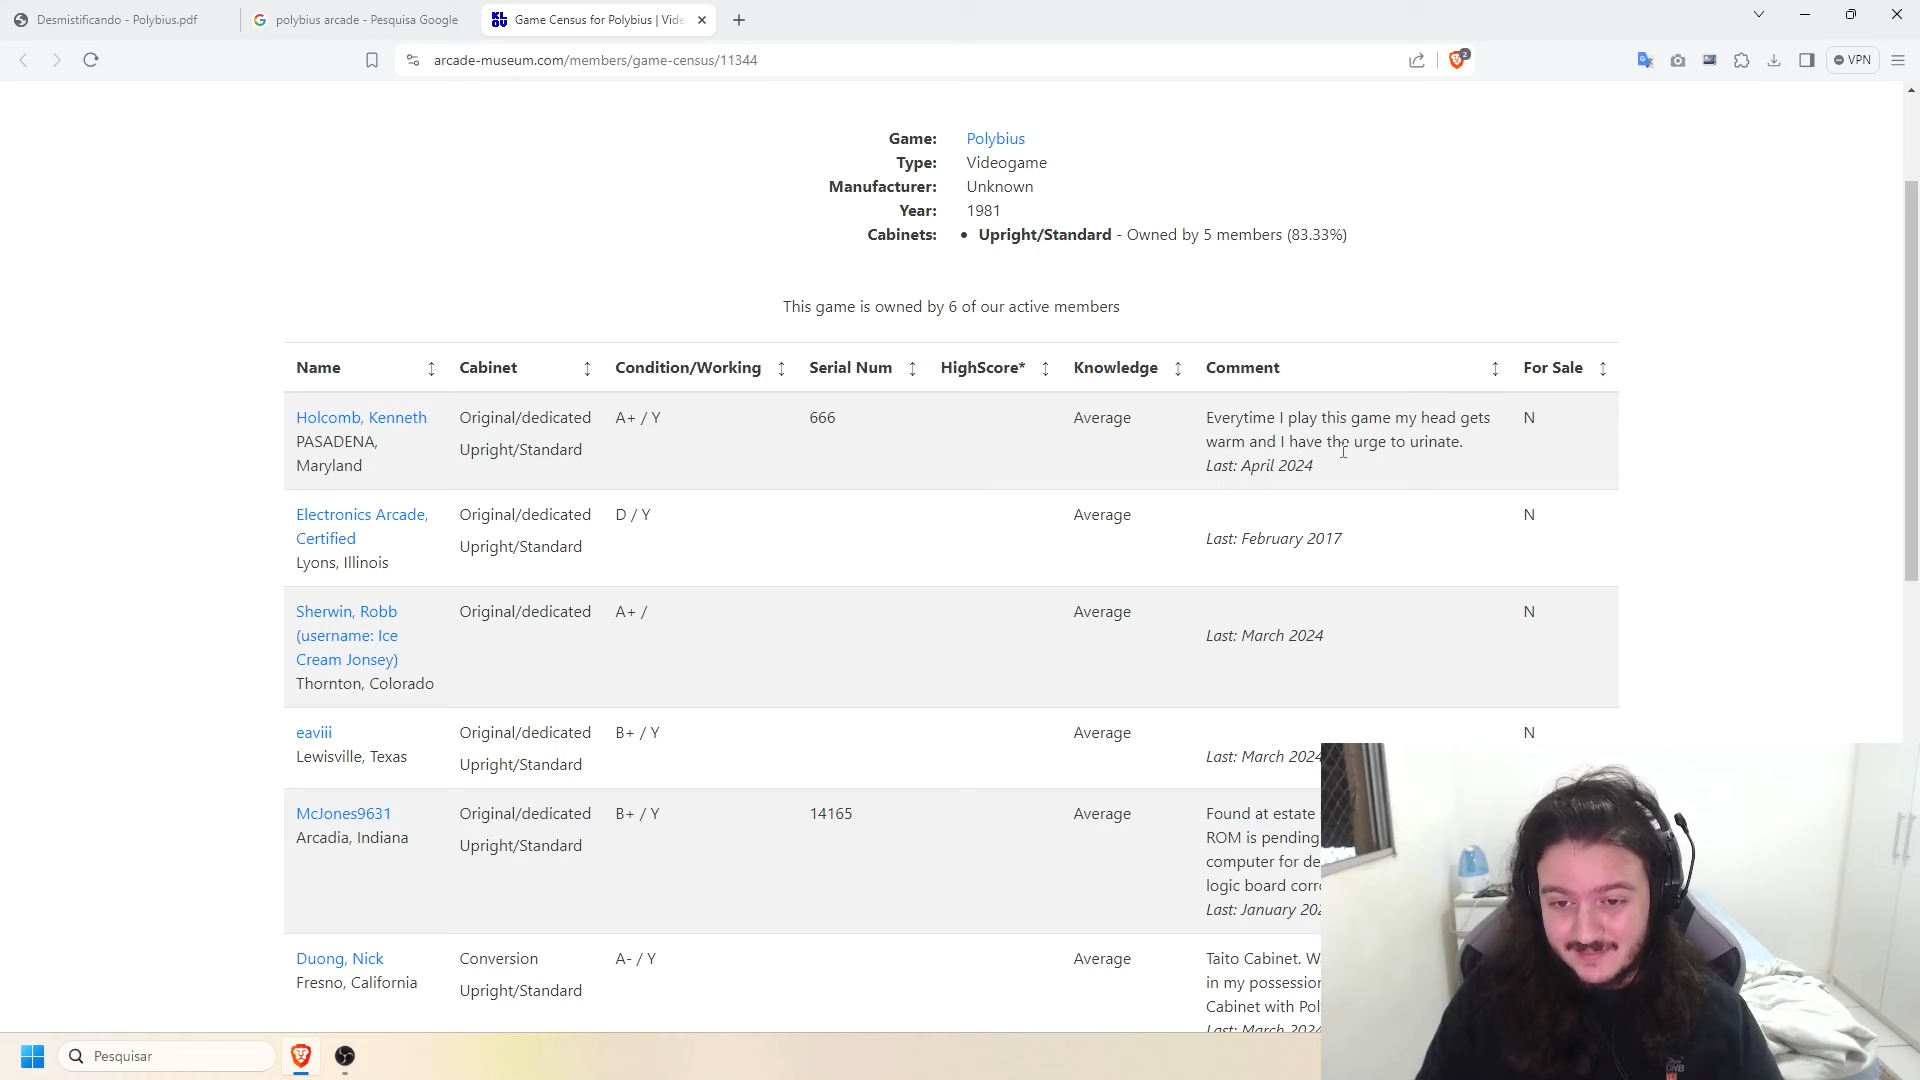 Desmistificando - Polybius.pdf
polybius arcade - Pesquisa Google
Game Census for Polybius | Vide
arcade-museum.com/members/game-census/11344
2
VPN
Game: Polybius
Type: Videogame
Manufacturer: Unknown
Year: 1981
Cabinets: • Upright/Standard - Owned by 5 members (83.33%)
This game is owned by 6 of our active members
Name Cabinet Condition/Working Serial Num HighScore* Knowledge Comment For Sale
Holcomb, Kenneth Original/dedicated A+ / Y 666 Average Everytime I play this game my head gets N
PASADENA, Upright/Standard warm and I have the urge to urinate.
Maryland Last: April 2024
Electronics Arcade, Original/dedicated D / Y Average N
Certified Upright/Standard Last: February 2017
Lyons, Illinois
Sherwin, Robb Original/dedicated A+ / Average N
(username: Ice Last: March 2024
Cream Jonsey)
Thornton, Colorado
eaviii Original/dedicated B+ / Y Average N
Lewisville, Texas Upright/Standard Last: March 2024
McJones9631 Original/dedicated B+ / Y 14165 Average Found at estate
Arcadia, Indiana Upright/Standard ROM is pending
computer for de
logic board corr
Last: January 202
Duong, Nick Conversion A- / Y Average Taito Cabinet. W
Fresno, California Upright/Standard in my possession
Cabinet with Pol
Last: March 2024
Pesquisar